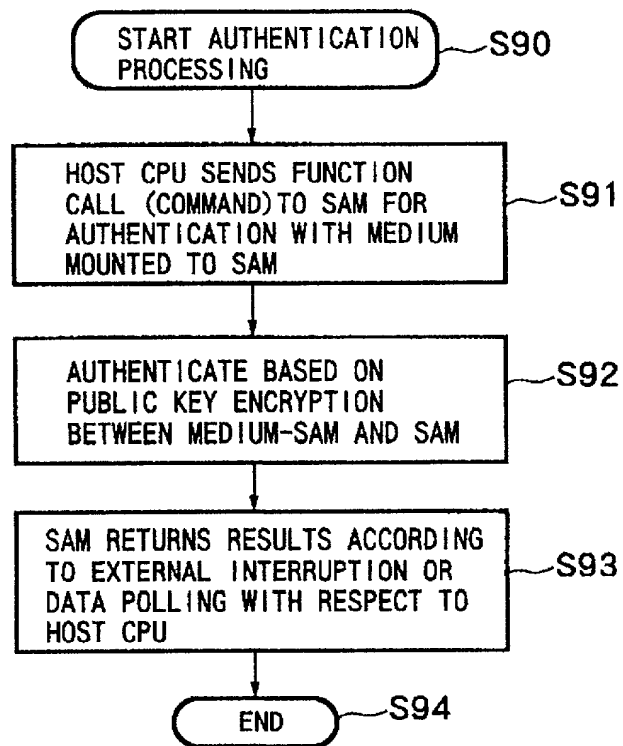 START AUTHENTICATION
PROCESSING
S90
HOST CPU SENDS FUNCTION
CALL (COMMAND) TO SAM FOR
AUTHENTICATION WITH MEDIUM
MOUNTED TO SAM
S91
AUTHENTICATE BASED ON
PUBLIC KEY ENCRYPTION
BETWEEN MEDIUM-SAM AND SAM
S92
SAM RETURNS RESULTS ACCORDING
TO EXTERNAL INTERRUPTION OR
DATA POLLING WITH RESPECT TO
HOST CPU
S93
END
S94